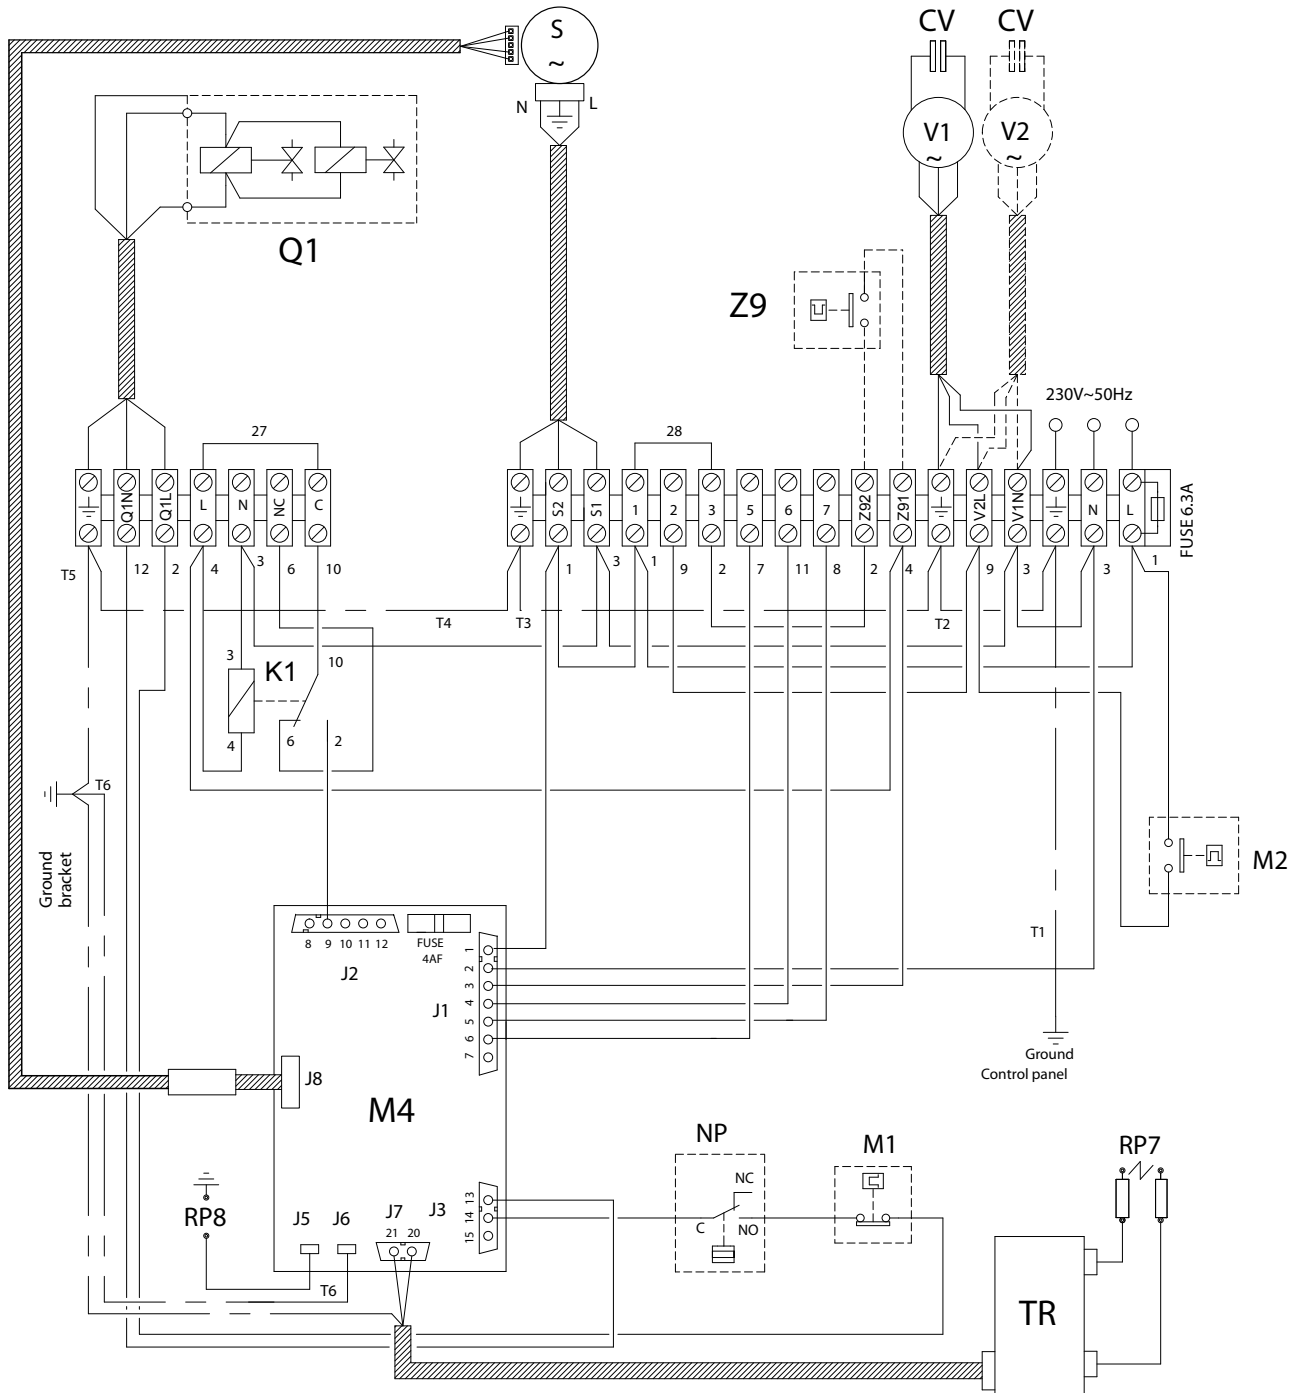 CV CV
S
~
N L
V1
~
V2
~
Q1
Z9
230V~50Hz
27
28
Q1N Q1L L N NC C
S2 S1 1 2 3 5 6 7 Z92 Z91 V2L V1N N L
FUSE 6.3A
T5 12 2 4 3 6 10
1 3 1 9 2 7 11 8 2 4 9 3 3 1
T4 T3 T2
3 K1 10
4 6 2
T6
Ground
bracket
M2
8 9 10 11 12
FUSE
4AF
J2
J1
1 2 3 4 5 6 7
T1
Ground
Control panel
J8
M4
NP
M1
RP7
NC
C NO
RP8
J5 J6 J7 J3
21 20
13 14 15
T6
TR